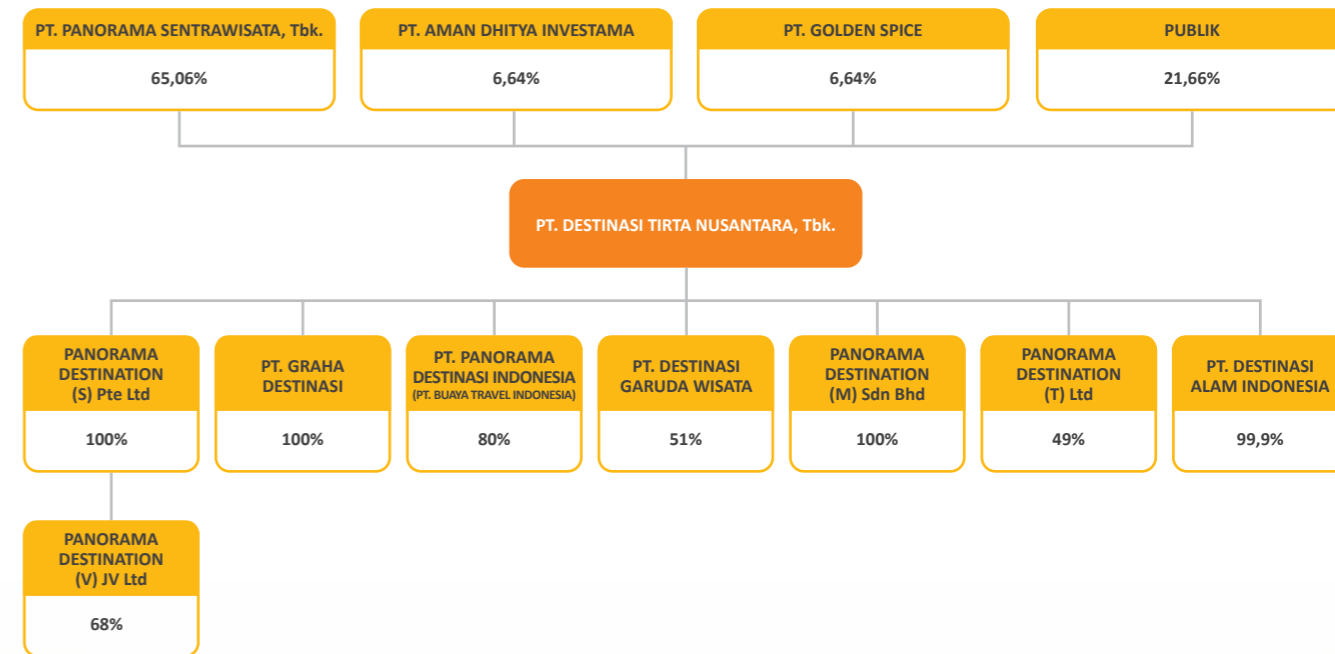 PT. PANORAMA SENTRAWISATA, Tbk.
65,06%
PT. AMAN DHITYA INVESTAMA
6,64%
PT. GOLDEN SPICE
6,64%
PUBLIK
21,66%
PT. DESTINASI TIRTA NUSANTARA, Tbk.
PANORAMA
DESTINATION
(S) Pte Ltd
100%
PT. GRAHA
DESTINASI
100%
PT. PANORAMA
DESTINASI INDONESIA
(PT. BUAYA TRAVEL INDONESIA)
80%
PT. DESTINASI
GARUDA WISATA
51%
PANORAMA
DESTINATION
(M) Sdn Bhd
100%
PANORAMA
DESTINATION
(T) Ltd
49%
PT. DESTINASI
ALAM INDONESIA
99,9%
PANORAMA
DESTINATION
(V) JV Ltd
68%